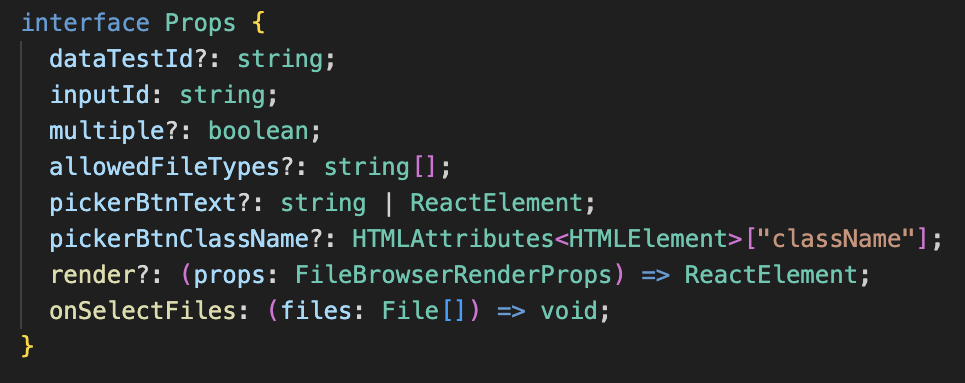 interface Props {
  dataTestId?: string;
  inputId: string;
  multiple?: boolean;
  allowedFileTypes?: string[];
  pickerBtnText?: string | ReactElement;
  pickerBtnClassName?: HTMLAttributes<HTMLElement>["className"];
  render?: (props: FileBrowserRenderProps) => ReactElement;
  onSelectFiles: (files: File[]) => void;
}